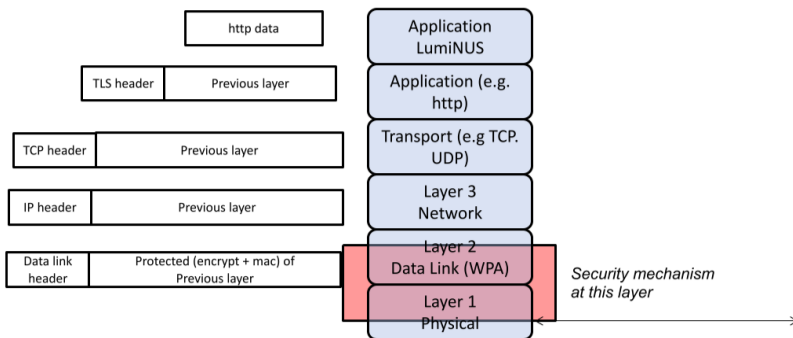 http data
Application
LumiNUS
TLS header
Previous layer
Application (e.g.
http)
TCP header
Previous layer
Transport (e.g TCP.
UDP)
IP header
Previous layer
Layer 3
Network
Data link
header
Protected (encrypt + mac) of
Previous layer
Layer 2
Data Link (WPA)
Security mechanism
at this layer
Layer 1
Physical